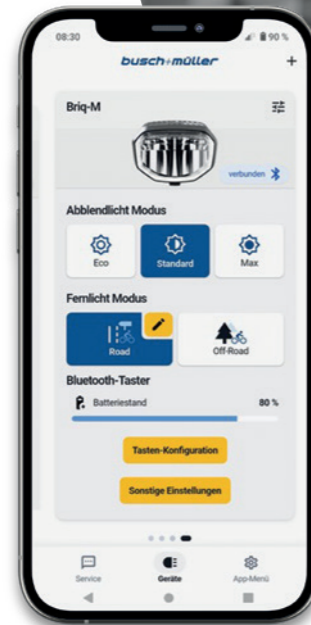 08:30 90 %
busch+müller +
Briq-M
verbunden
Abblendlicht Modus
Eco Standard Max
Fernlicht Modus
Road Off-Road
Bluetooth-Taster
Batteriestand 80 %
Tasten-Konfiguration
Sonstige Einstellungen
Service Geräte App-Menü